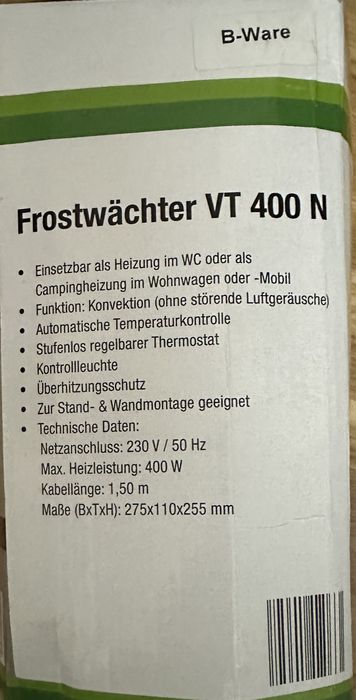 B-Ware
Frostwächter VT 400 N
• Einsetzbar als Heizung im WC oder als
Campingheizung im Wohnwagen oder -Mobil
• Funktion: Konvektion (ohne störende Luftgeräusche)
• Automatische Temperaturkontrolle
• Stufenlos regelbarer Thermostat
• Kontrollleuchte
• Überhitzungsschutz
• Zur Stand- & Wandmontage geeignet
• Technische Daten:
Netzanschluss: 230 V / 50 Hz
Max. Heizleistung: 400 W
Kabellänge: 1,50 m
Maße (BxTxH): 275x110x255 mm